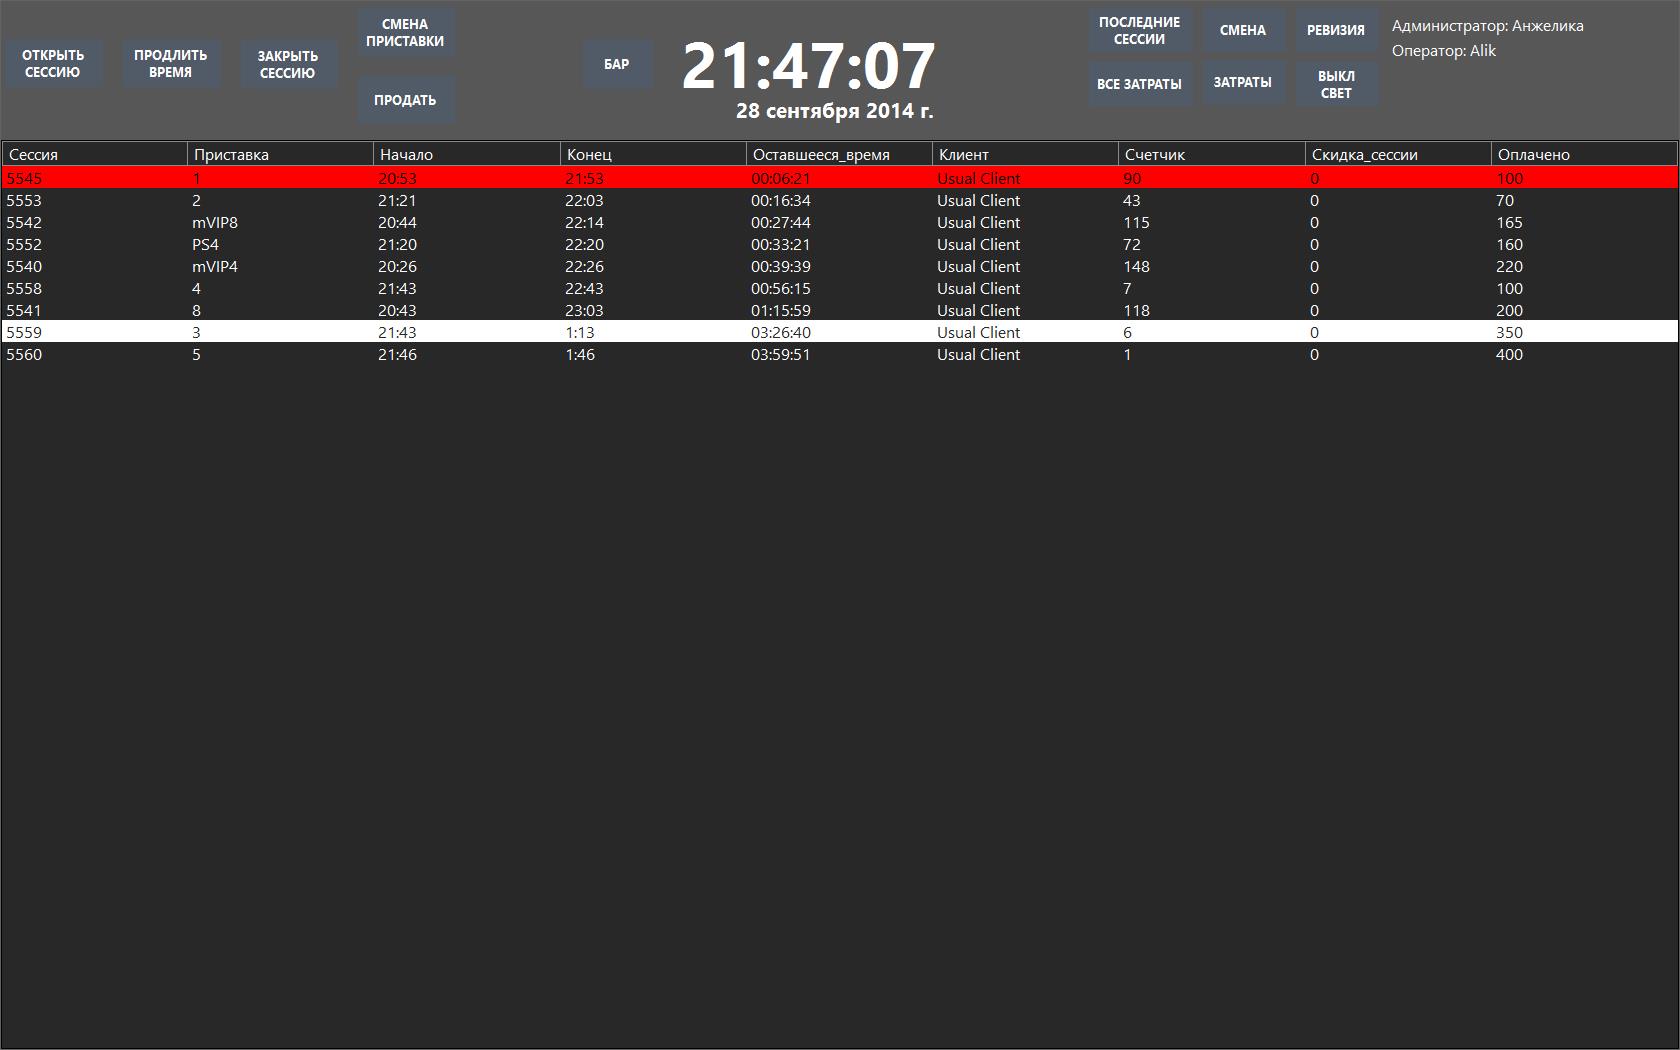 ОТКРЫТЬ
СЕССИЮ
ПРОДЛИТЬ
ВРЕМЯ
ЗАКРЫТЬ
СЕССИЮ
СМЕНА
ПРИСТАВКИ
ПРОДАТЬ
БАР
21:47:07
28 сентября 2014 г.
ПОСЛЕДНИЕ
СЕССИИ
СМЕНА
РЕВИЗИЯ
ВСЕ ЗАТРАТЫ
ЗАТРАТЫ
ВЫКЛ
СВЕТ
Администратор: Анжелика
Оператор: Alik
Сессия Приставка Начало Конец Оставшееся_время Клиент Счетчик Скидка_сессии Оплачено
5545 1 20:53 21:53 00:06:21 Usual Client 90 0 100
5553 2 21:21 22:03 00:16:34 Usual Client 43 0 70
5542 mVIP8 20:44 22:14 00:27:44 Usual Client 115 0 165
5552 PS4 21:20 22:20 00:33:21 Usual Client 72 0 160
5540 mVIP4 20:26 22:26 00:39:39 Usual Client 148 0 220
5558 4 21:43 22:43 00:56:15 Usual Client 7 0 100
5541 8 20:43 23:03 01:15:59 Usual Client 118 0 200
5559 3 21:43 1:13 03:26:40 Usual Client 6 0 350
5560 5 21:46 1:46 03:59:51 Usual Client 1 0 400